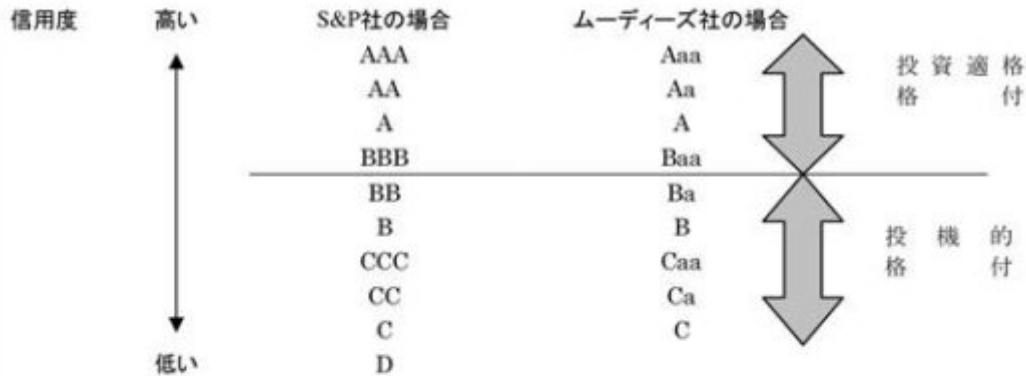 信用度 高い S&P社の場合 ムーディーズ社の場合
AAA Aaa
AA Aa
A A
BBB Baa
投資適格
格付
BB Ba
B B
CCC Caa
CC Ca
C C
投機的
格付
低い D